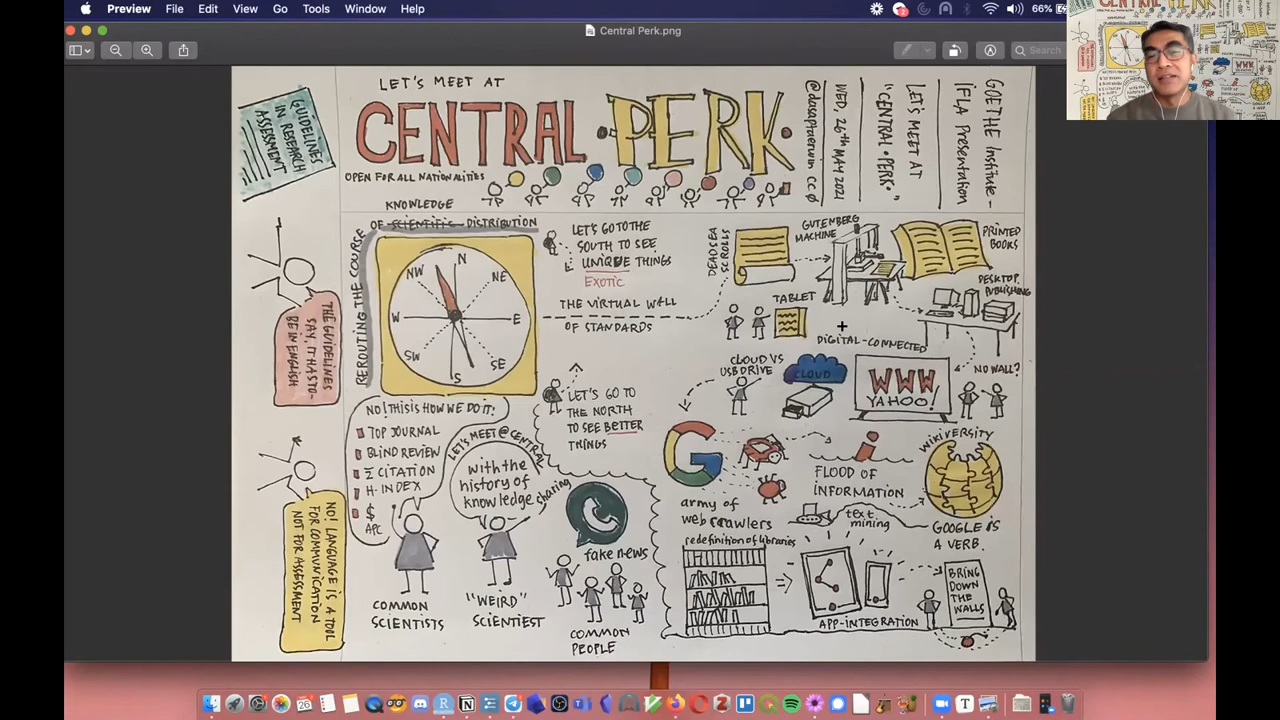 Preview File Edit View Go Tools Window Help
2
66%
Central Perk.png
Search
LET'S MEET AT
CENTRAL • PERK •
OPEN FOR ALL NATIONALITIES
GUIDELINES
IN RESEARCH
ASSESMENT
GOETHE Institute -
IFLA Presentation
LET'S MEET AT
"CENTRAL • PERK •"
WED, 26th MAY 2021
@dasaptaerwin CC0
KNOWLEDGE
REROUTING THE COURSE
OF SCIENTIFIC DISTRIBUTION
N
NE
E
SE
S
SW
W
NW
LET'S GO TO THE
SOUTH TO SEE
UNIQUE THINGS
EXOTIC
THE VIRTUAL WALL
OF STANDARDS
LET'S GO TO
THE NORTH
TO SEE BETTER
THINGS
SCROLLS
GUTENBERG
MACHINE
PRINTED
BOOKS
DESKTOP
PUBLISHING
TABLET
DIGITAL-CONNECTED
NO WALL?
CLOUD VS
USB DRIVE
CLOUD
WWW
YAHOO!
THE GUIDELINES
SAY, IT HAS TO-
BE IN ENGLISH
NO! LANGUAGE IS A TOOL
FOR COMMUNICATION
NOT FOR ASSESSMENT
NO! THIS IS HOW WE DO IT:
TOP JOURNAL
BLIND REVIEW
Σ CITATION
H-INDEX
$
APC
LET'S MEET @ CENTRAL
with the
history of
knowledge sharing
COMMON
SCIENTISTS
"WEIRD"
SCIENTIEST
fake news
COMMON
PEOPLE
G
army of
web crawlers
i
FLOOD OF
INFORMATION
text
mining
WIKIVERSITY
GOOGLE IS
A VERB.
redefinition of libraries
APP-INTEGRATION
BRING
DOWN
THE
WALLS